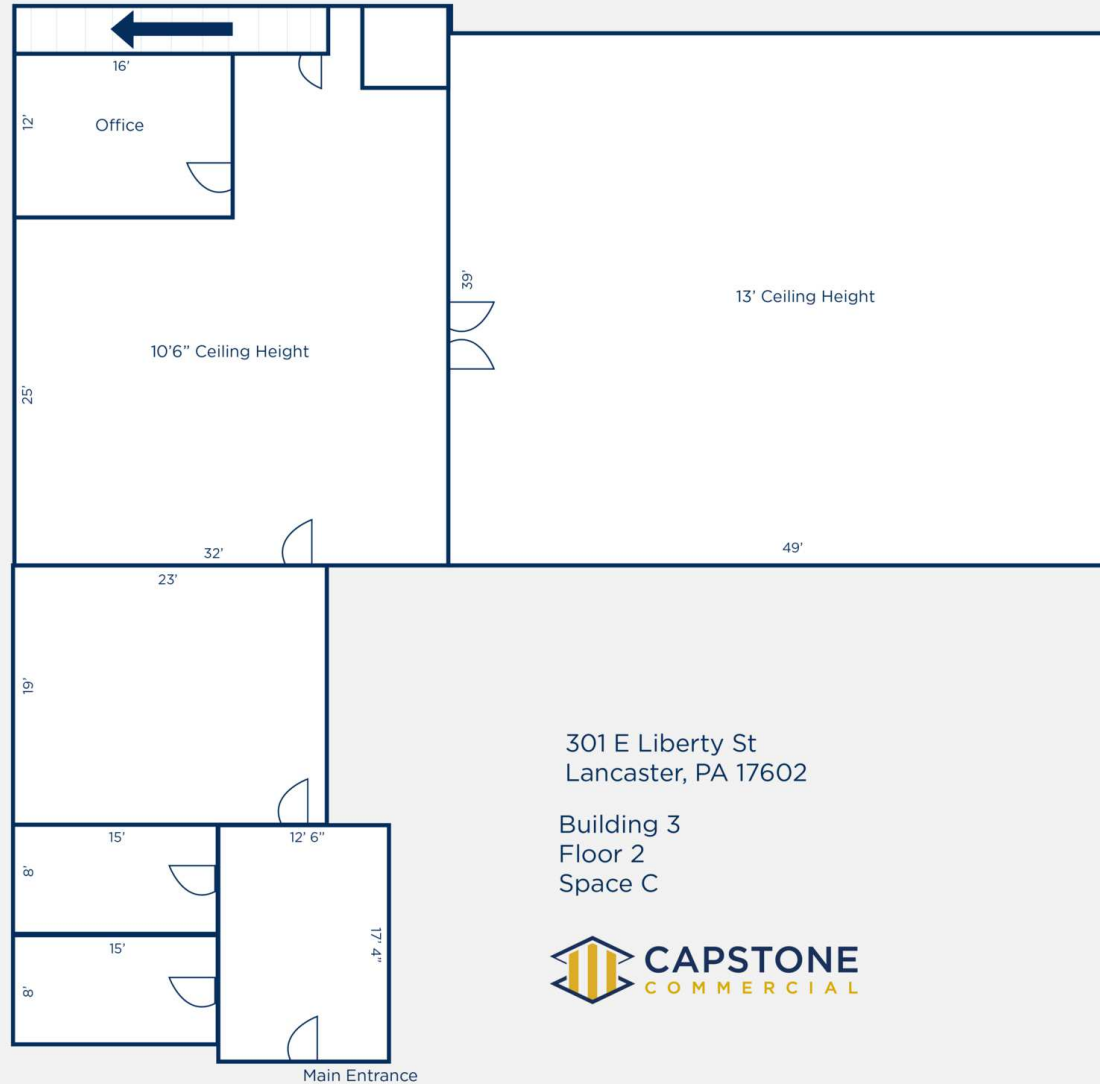 16’
12’
Office
39’
13’ Ceiling Height
10’6” Ceiling Height
25’
32’
49’
23’
19’
301 E Liberty St
Lancaster, PA 17602
Building 3
Floor 2
Space C
15’
12’ 6”
8’
17’ 4”
15’
8’
CAPSTONE
COMMERCIAL
Main Entrance